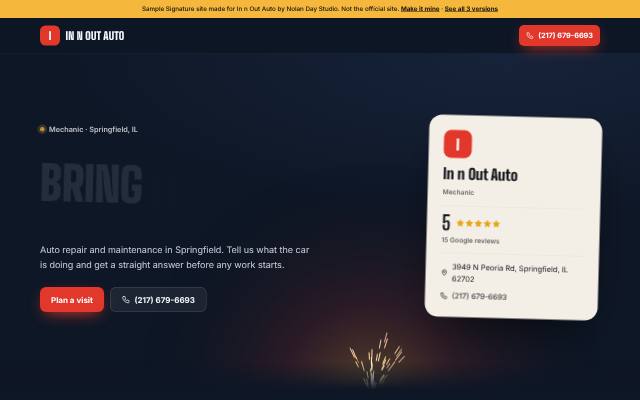 Sample Signature site made for In n Out Auto by Nolan Day Studio. Not the official site. Make it mine · See all 3 versions
I IN N OUT AUTO
(217) 679-6693
Mechanic · Springfield, IL
BRING
Auto repair and maintenance in Springfield. Tell us what the car
is doing and get a straight answer before any work starts.
Plan a visit
(217) 679-6693
I
In n Out Auto
Mechanic
5
15 Google reviews
3949 N Peoria Rd, Springfield, IL
62702
(217) 679-6693